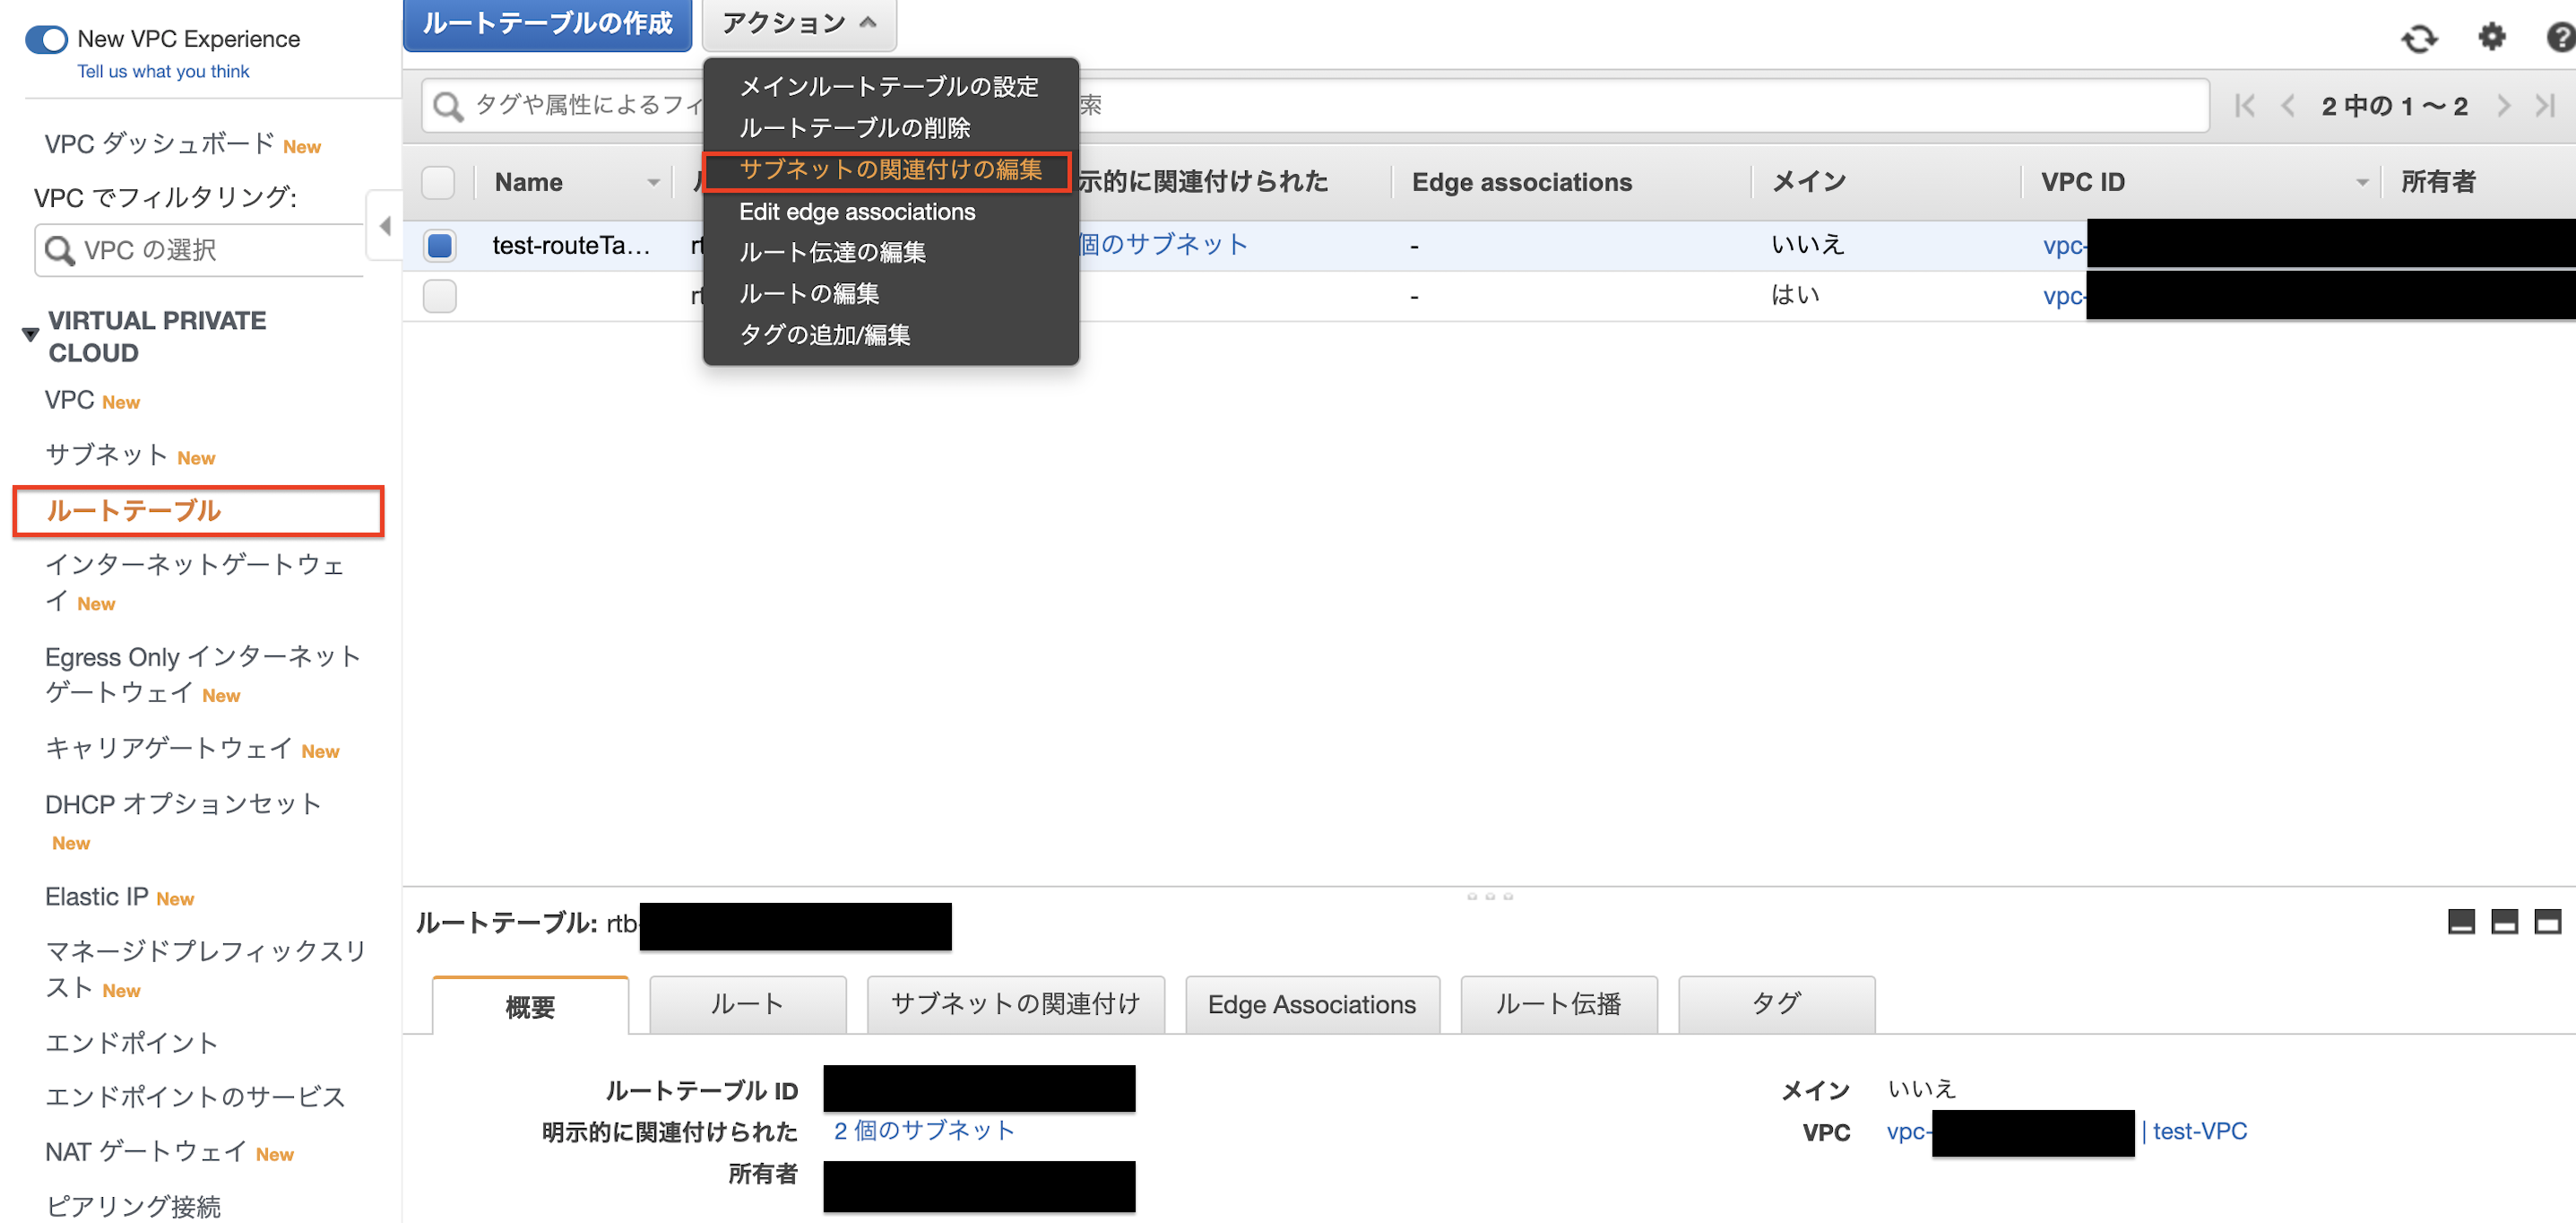 New VPC Experience
Tell us what you think
VPC ダッシュボード New
VPC でフィルタリング:
VPC の選択
VIRTUAL PRIVATE
CLOUD
VPC New
サブネット New
ルートテーブル
インターネットゲートウェ
イ New
Egress Only インターネット
ゲートウェイ New
キャリアゲートウェイ New
DHCP オプションセット
New
Elastic IP New
マネージドプレフィックスリ
スト New
エンドポイント
エンドポイントのサービス
NAT ゲートウェイ New
ピアリング接続
ルートテーブルの作成
アクション
メインルートテーブルの設定
ルートテーブルの削除
サブネットの関連付けの編集
Edit edge associations
ルート伝達の編集
ルートの編集
タグの追加/編集
タグや属性によるフィ 索
2 中の 1 ~ 2
Name 示的に関連付けられた Edge associations メイン VPC ID 所有者
test-routeTa... 個のサブネット - いいえ vpc-
- はい vpc-
ルートテーブル: rtb-
概要 ルート サブネットの関連付け Edge Associations ルート伝播 タグ
ルートテーブル ID
明示的に関連付けられた 2 個のサブネット
所有者
メイン いいえ
VPC vpc- | test-VPC